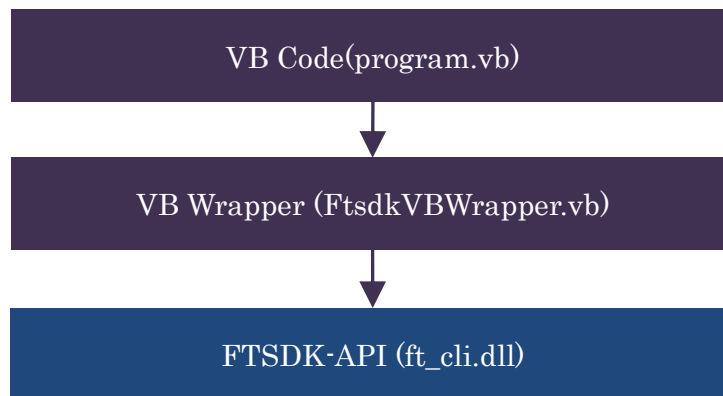 VB Code(program.vb)
VB Wrapper (FtsdkVBWrapper.vb)
FTSDK-API (ft_cli.dll)